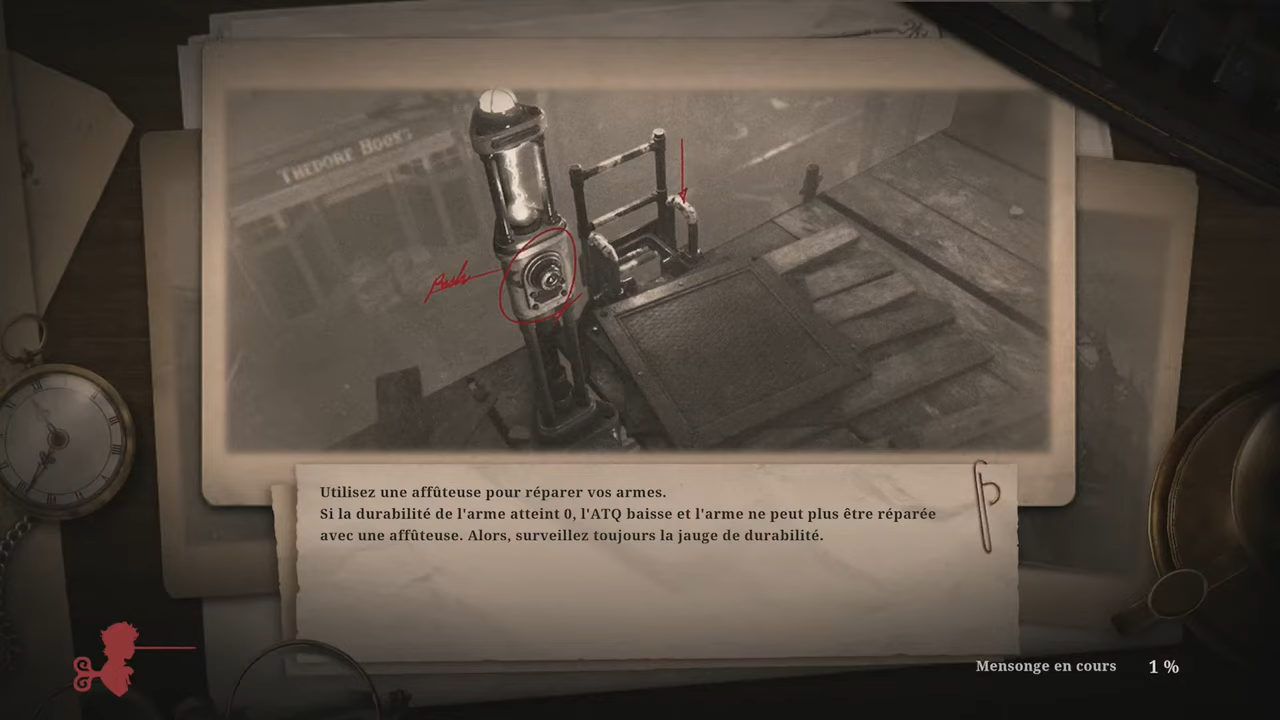 THEDORE BOON'S
Push
Utilisez une affûteuse pour réparer vos armes.
Si la durabilité de l'arme atteint 0, l'ATQ baisse et l'arme ne peut plus être réparée
avec une affûteuse. Alors, surveillez toujours la jauge de durabilité.
Mensonge en cours 1 %